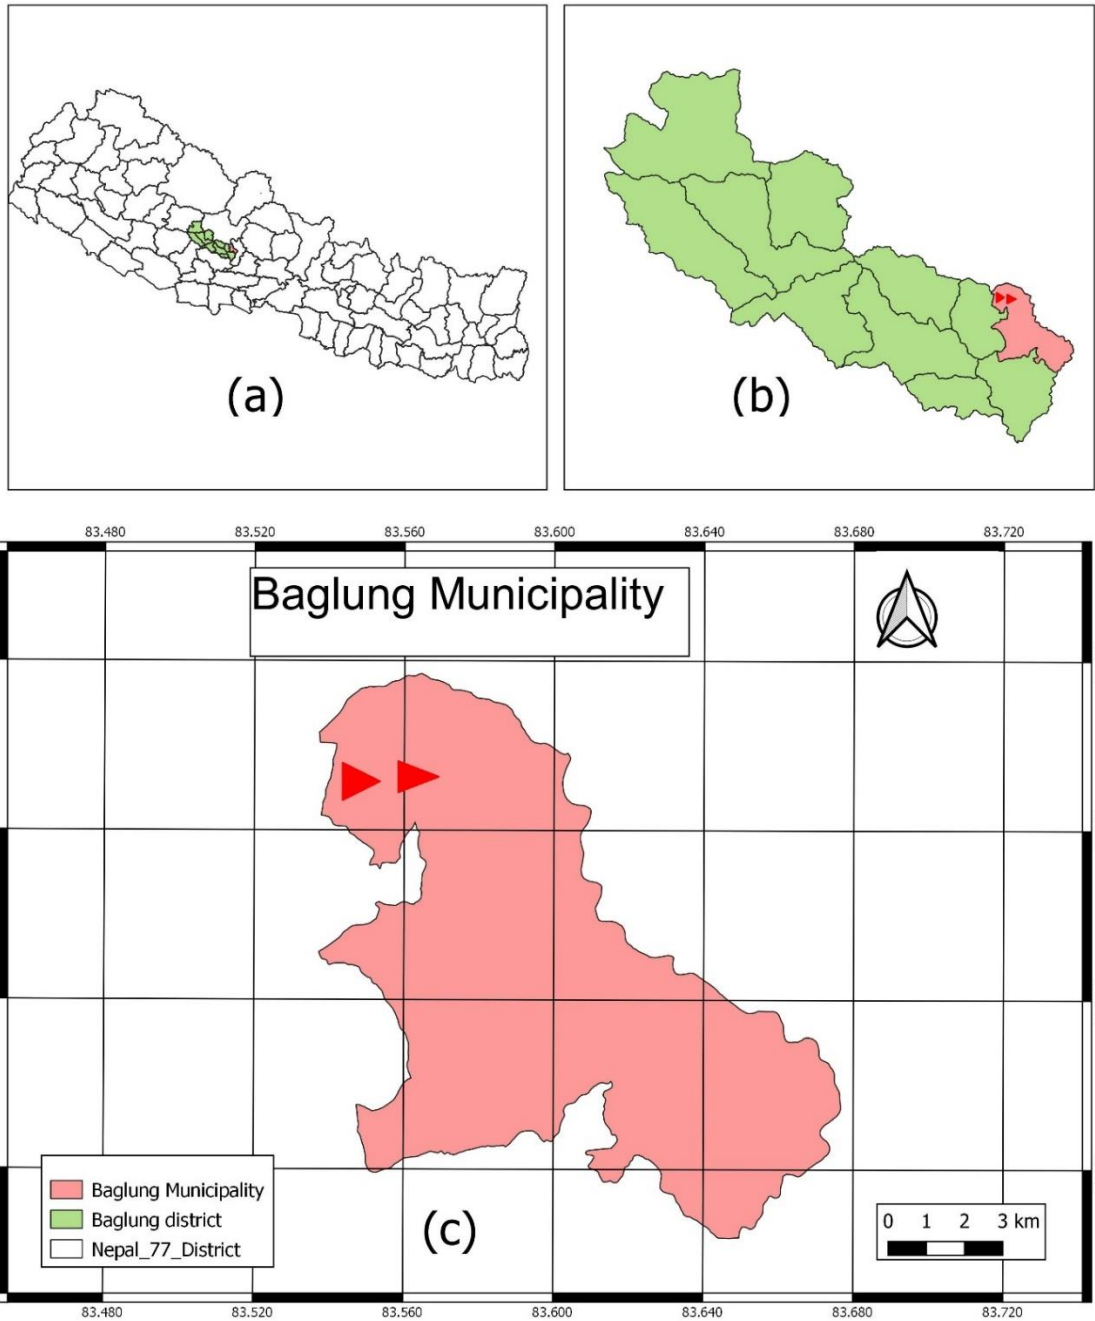 (a)
(b)
83.480 83.520 83.560 83.600 83.640 83.680 83.720
Baglung Municipality
Baglung Municipality
Baglung district
Nepal_77_District
(c)
0 1 2 3 km
83.480 83.520 83.560 83.600 83.640 83.680 83.720